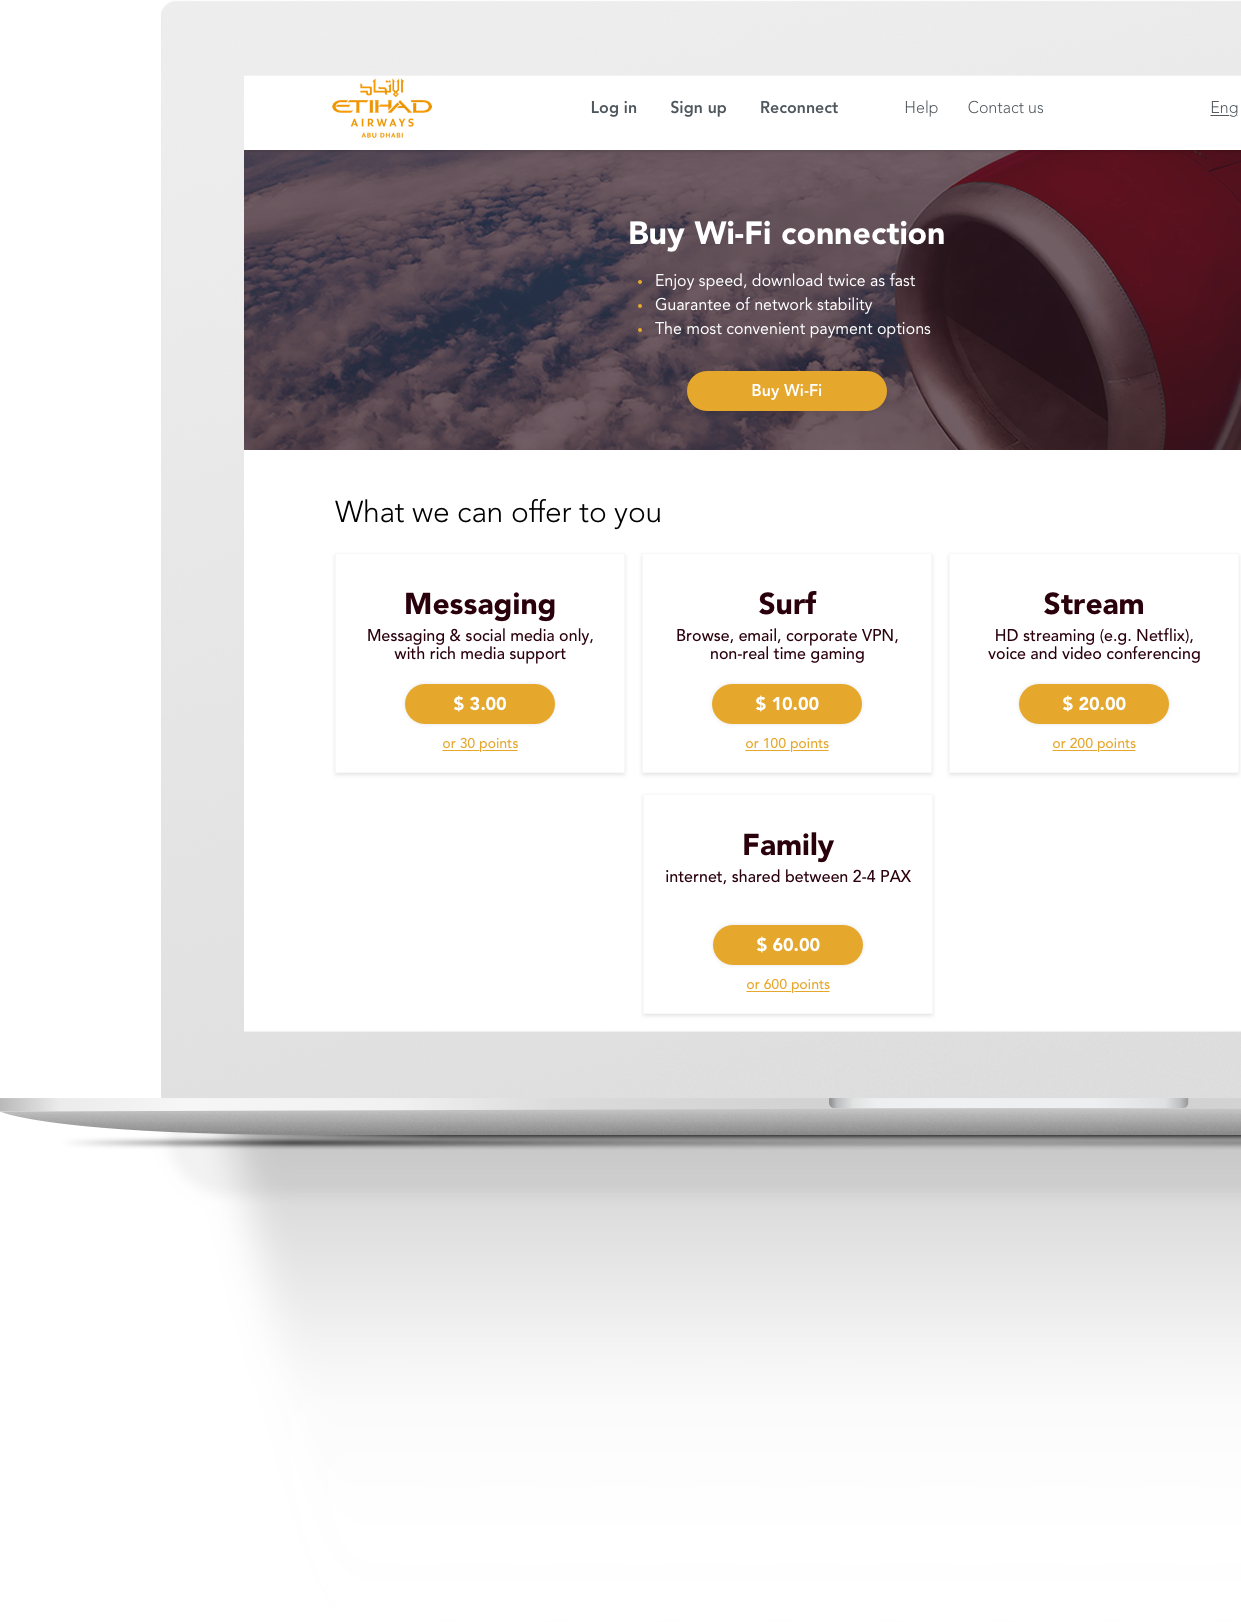 الإتحاد
ETIHAD
AIRWAYS
ABU DHABI
Log in
Sign up
Reconnect
Help
Contact us
Eng
Buy Wi-Fi connection
• Enjoy speed, download twice as fast
• Guarantee of network stability
• The most convenient payment options
Buy Wi-Fi
What we can offer to you
Messaging
Messaging & social media only,
with rich media support
$ 3.00
or 30 points
Surf
Browse, email, corporate VPN,
non-real time gaming
$ 10.00
or 100 points
Stream
HD streaming (e.g. Netflix),
voice and video conferencing
$ 20.00
or 200 points
Family
internet, shared between 2-4 PAX
$ 60.00
or 600 points